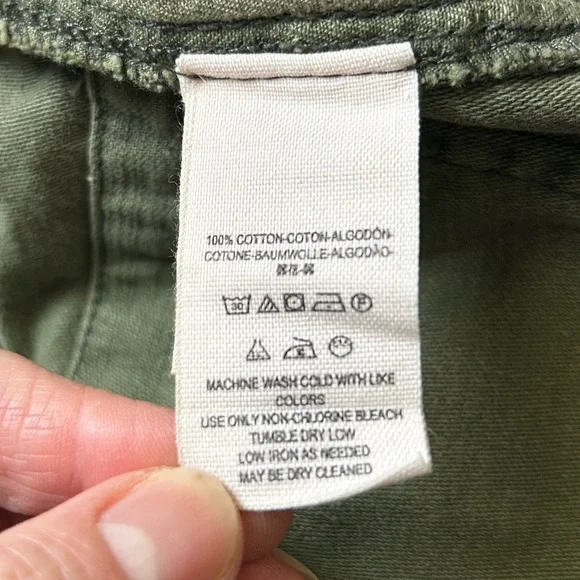 100% COTTON-COTON-ALGODÓN-
COTONE-BAUMWOLLE-ALGODÃO-
30
P
MACHINE WASH COLD WITH LIKE
COLORS
USE ONLY NON-CHLORINE BLEACH
TUMBLE DRY LOW
LOW IRON AS NEEDED
MAY BE DRY CLEANED